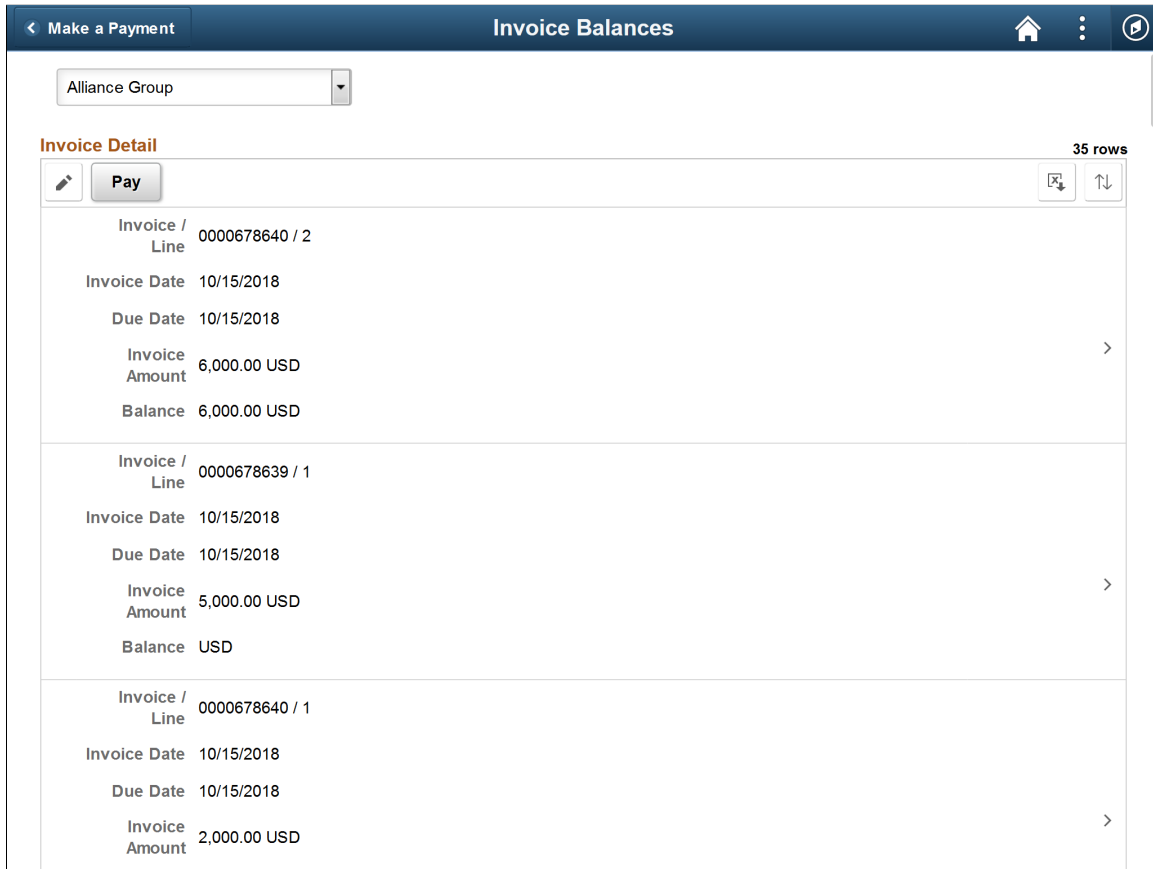 Make a Payment
Invoice Balances
Alliance Group
Invoice Detail
35 rows
Pay
Invoice / Line 0000678640 / 2
Invoice Date 10/15/2018
Due Date 10/15/2018
Invoice Amount 6,000.00 USD
Balance 6,000.00 USD
Invoice / Line 0000678639 / 1
Invoice Date 10/15/2018
Due Date 10/15/2018
Invoice Amount 5,000.00 USD
Balance USD
Invoice / Line 0000678640 / 1
Invoice Date 10/15/2018
Due Date 10/15/2018
Invoice Amount 2,000.00 USD